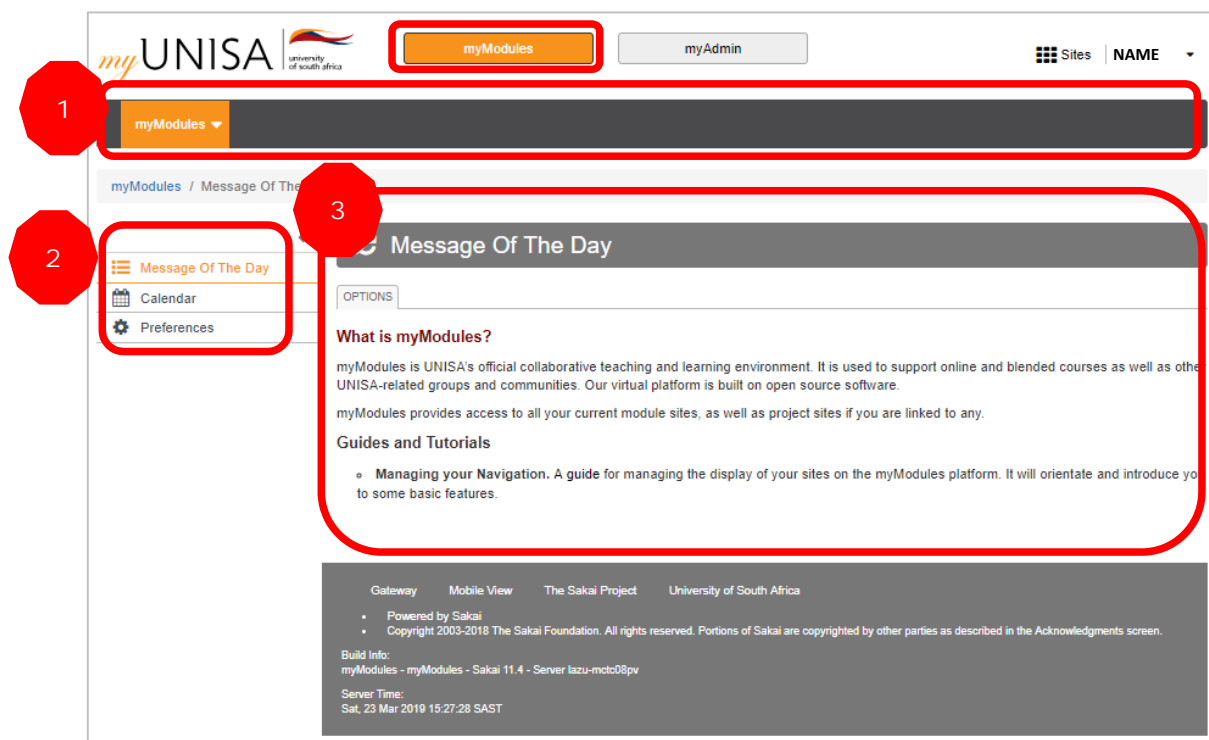 myUNISA university of south africa
myModules
myAdmin
Sites NAME
1
myModules
myModules / Message Of The
3
2
Message Of The Day
Message Of The Day
Calendar
Preferences
OPTIONS
What is myModules?
myModules is UNISA's official collaborative teaching and learning environment. It is used to support online and blended courses as well as othe
UNISA-related groups and communities. Our virtual platform is built on open source software.
myModules provides access to all your current module sites, as well as project sites if you are linked to any.
Guides and Tutorials
Managing your Navigation. A guide for managing the display of your sites on the myModules platform. It will orientate and introduce yo
to some basic features.
Gateway Mobile View The Sakai Project University of South Africa
• Powered by Sakai
• Copyright 2003-2018 The Sakai Foundation. All rights reserved. Portions of Sakai are copyrighted by other parties as described in the Acknowledgments screen.
Build Info:
myModules - myModules - Sakai 11.4 - Server lazu-mctc08pv
Server Time:
Sat, 23 Mar 2019 15:27:28 SAST